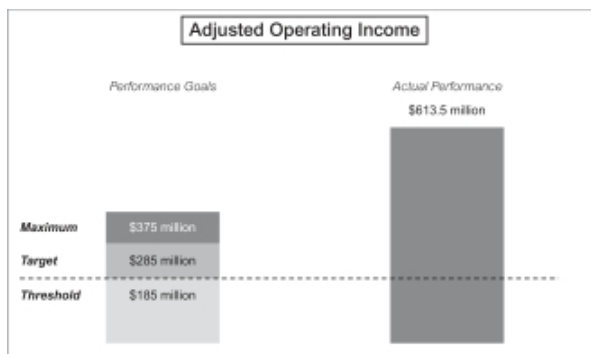 Adjusted Operating Income
Performance Goals
Actual Performance
$613.5 million
Maximum
$375 million
Target
$285 million
Threshold
$185 million